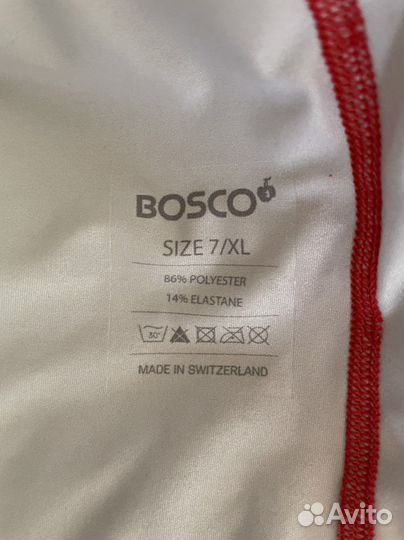 BOSCO
SIZE 7/XL
86% POLYESTER
14% ELASTANE
30°
MADE IN SWITZERLAND
Avito